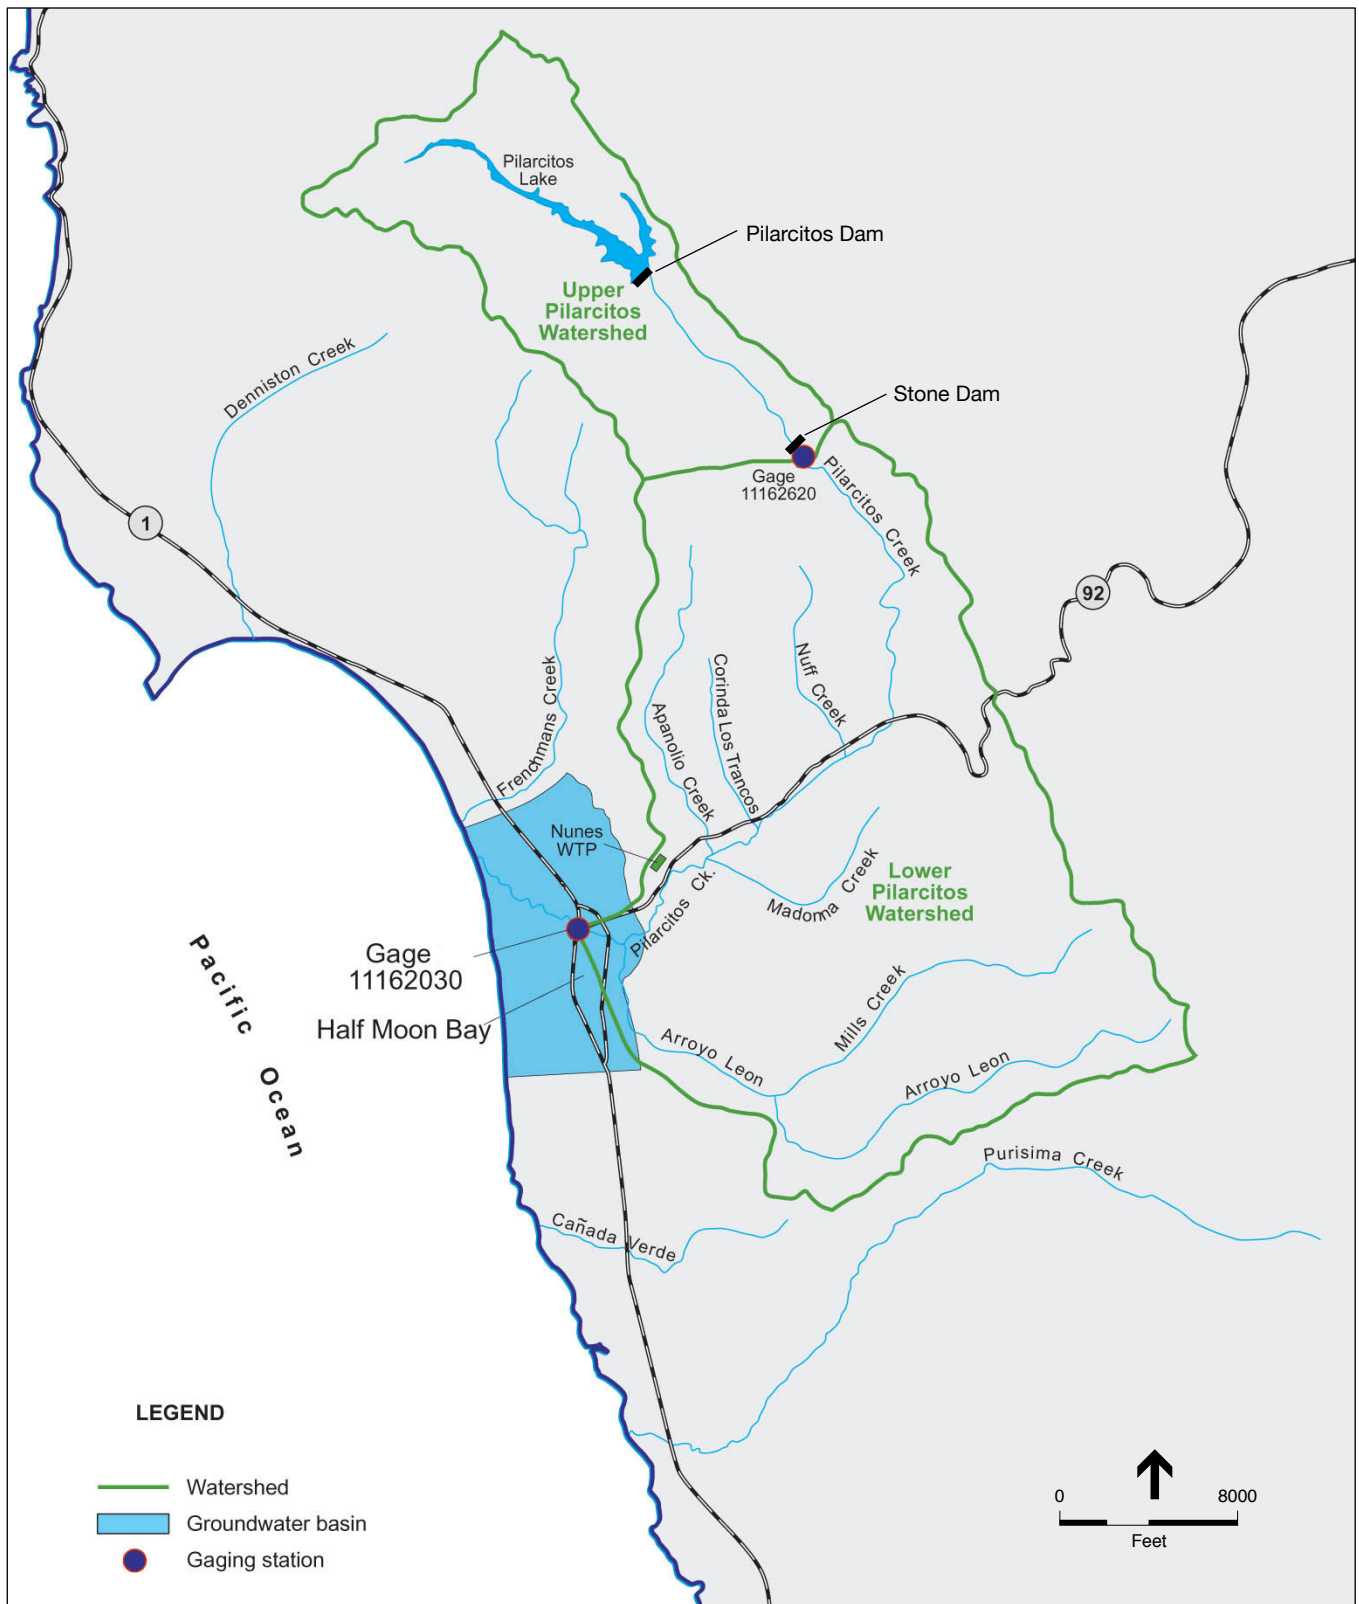 Pilarcitos
Lake
Pilarcitos Dam
Upper
Pilarcitos
Watershed
Denniston Creek
Stone Dam
Gage
11162620
Pilarcitos Creek
1
92
Frenchmans Creek
Apanolio Creek
Corinda Los Trancos
Nuff Creek
Nunes
WTP
Pilarcitos Ck.
Madonna Creek
Lower
Pilarcitos
Watershed
Gage
11162030
Half Moon Bay
Pacific Ocean
Mills Creek
Arroyo Leon
Arroyo Leon
Purisima Creek
Cañada Verde
LEGEND
Watershed
Groundwater basin
Gaging station
0 8000
Feet